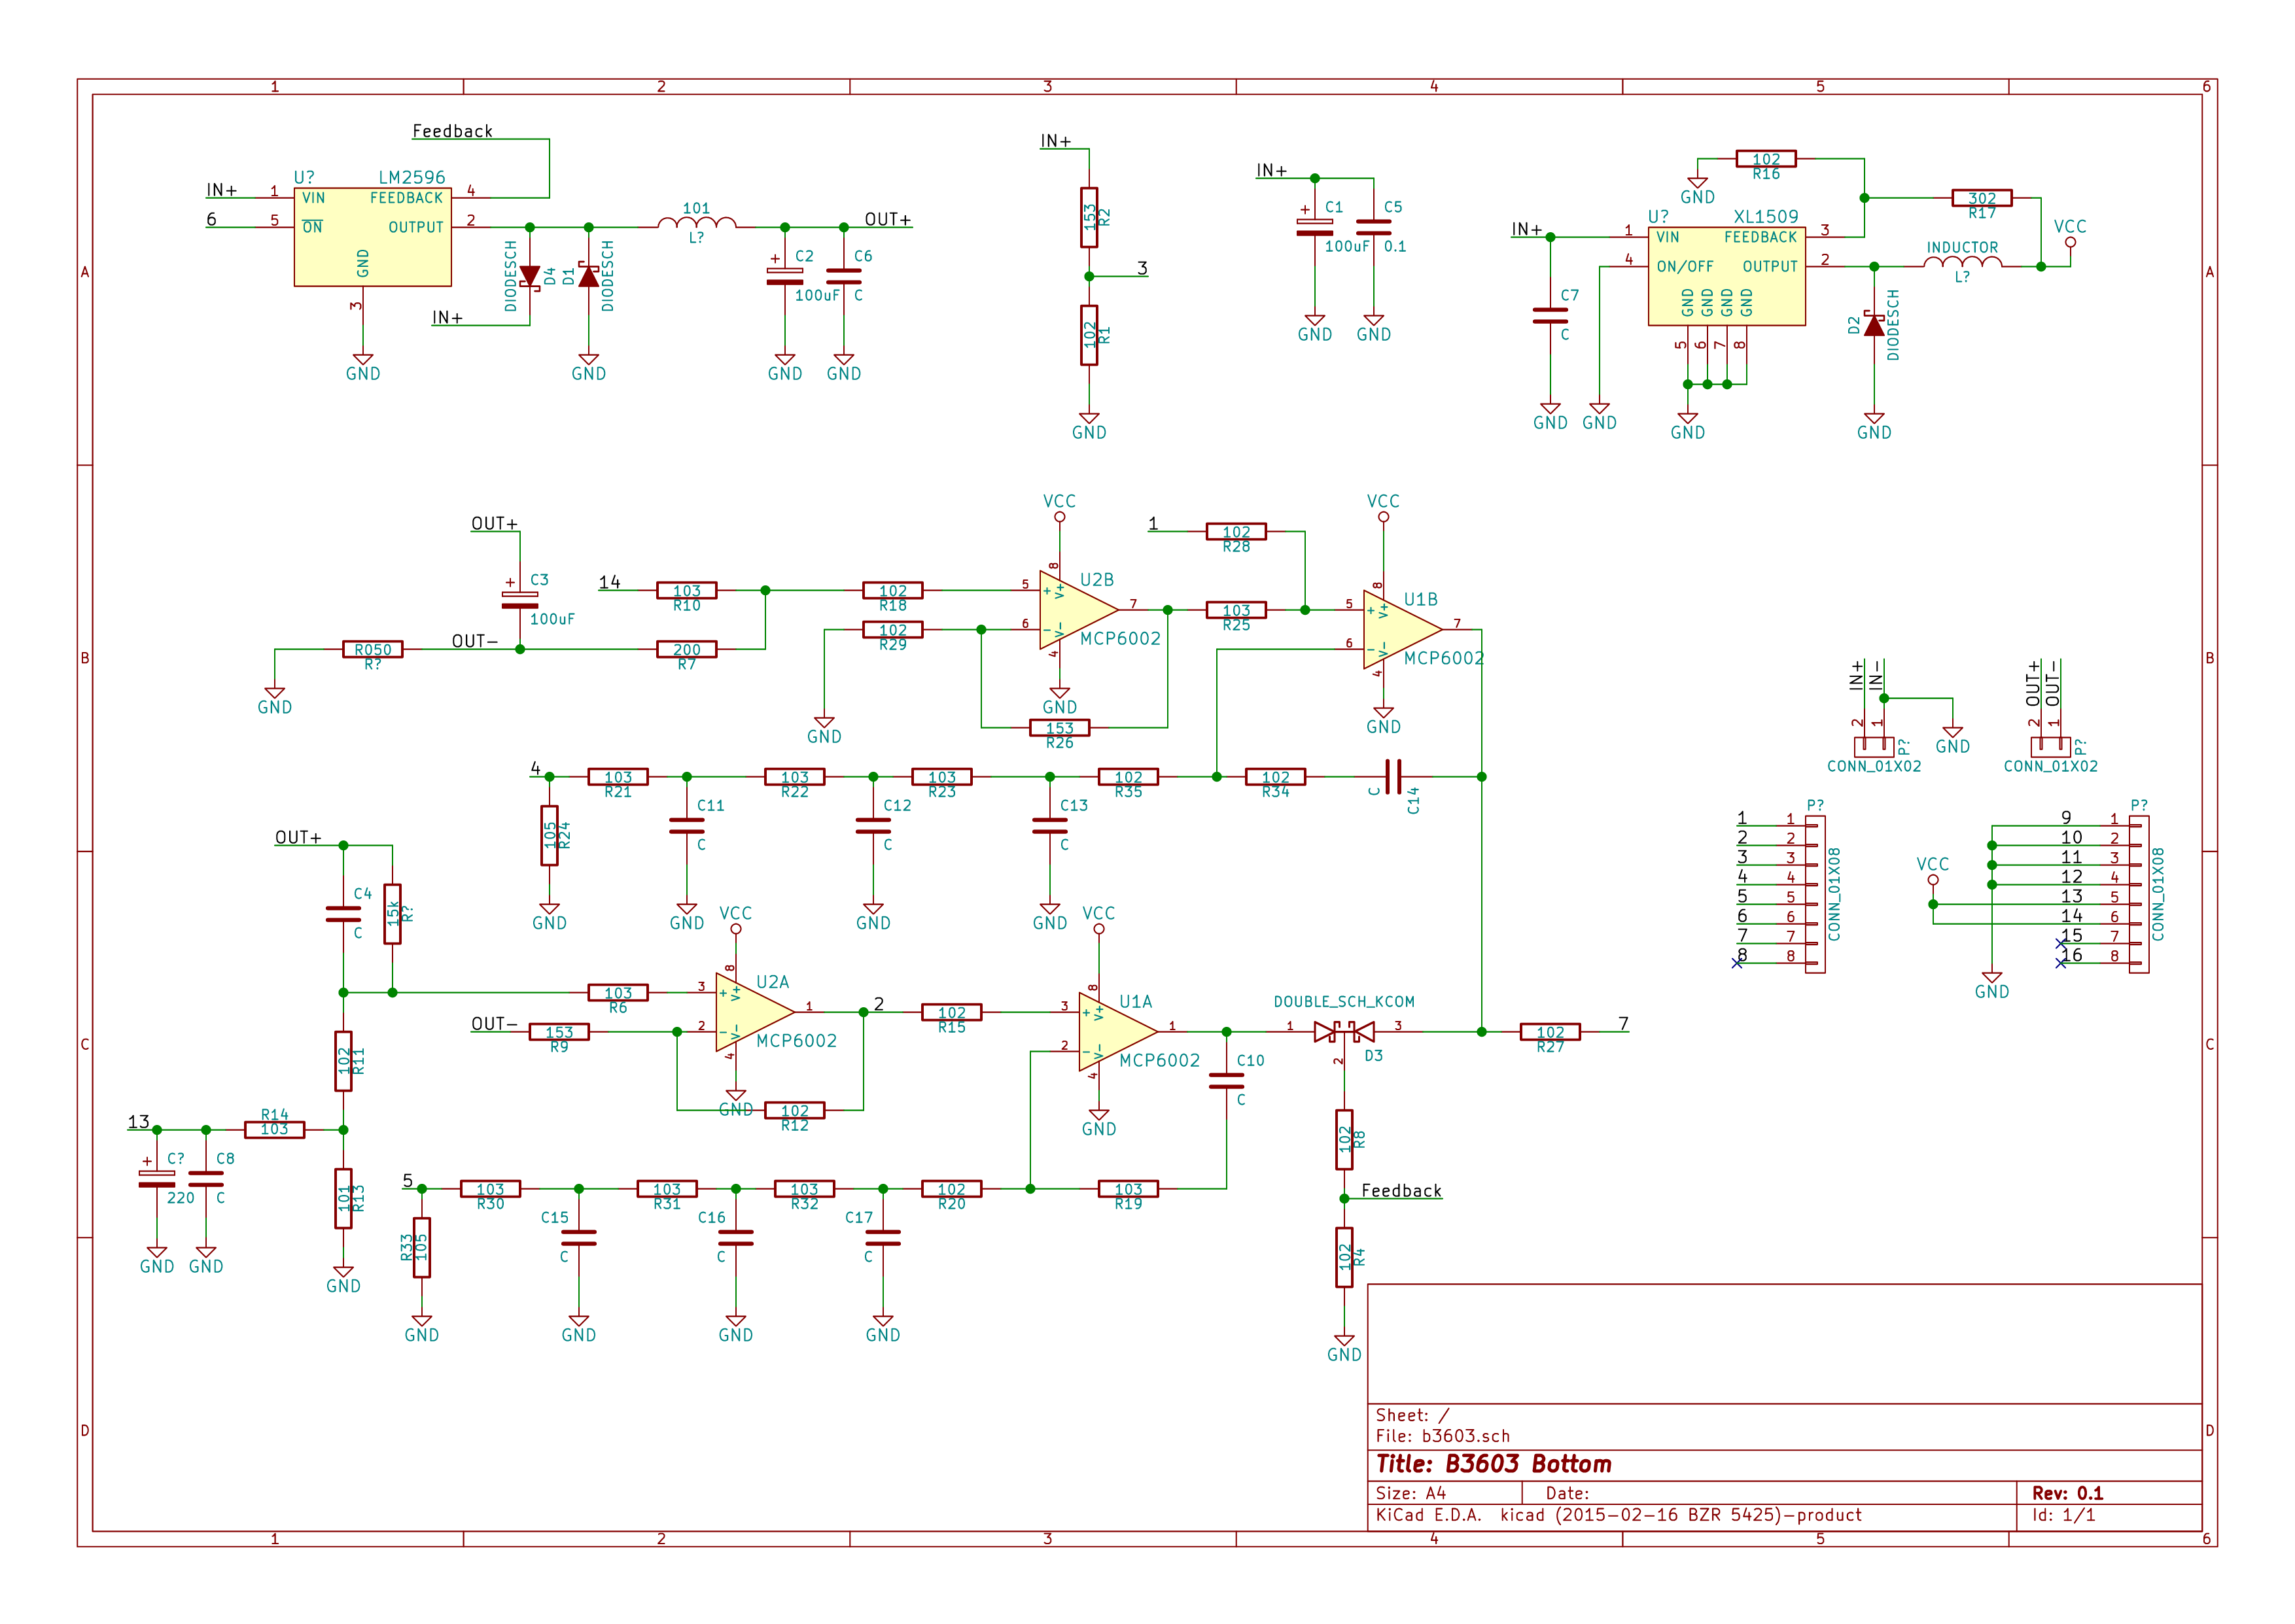 1 2 3 4 5 6
A
B
C
D
Feedback
U? LM2596
IN+ 1 VIN FEEDBACK 4
6 5 ON OUTPUT 2
GND
3
GND
IN+
DIODESCH D4
D1 DIODESCH
GND
101
L?
OUT+
C2
100uF
GND
C6
C
GND
IN+
153 R2
3
102 R1
GND
IN+
C1
100uF
GND
C5
0.1
GND
102
R16
GND
302
R17
U? XL1509
VCC
IN+ 1 VIN FEEDBACK 3
4 ON/OFF OUTPUT 2
GND GND GND GND
5 6 7 8
GND
INDUCTOR
L?
C7
C
GND
GND
D2 DIODESCH
GND
OUT+
C3
100uF
OUT-
R050
R?
GND
14
103
R10
200
R7
102
R18
102
R29
GND
VCC
U2B
MCP6002
5 + V+ 8
6 - V- 4
7
GND
153
R26
1
102
R28
103
R25
VCC
U1B
MCP6002
5 + V+ 8
6 - V- 4
7
GND
4
105 R24
GND
103
R21
C11
C
GND
103
R22
C12
C
GND
103
R23
C13
C
GND
102
R35
102
R34
C C14
IN+ IN-
2 1
P?
CONN_01X02
GND
OUT+ OUT-
2 1
P?
CONN_01X02
P?
1 1
2 2
3 3
4 4
5 5
6 6
7 7
8 8
CONN_01X08
P?
9 1
10 2
11 3
12 4
13 5
14 6
15 7
16 8
CONN_01X08
VCC
GND
OUT+
C4
C
15k R?
103
R6
OUT-
153
R9
VCC
U2A
MCP6002
3 + V+ 8
2 - V- 4
1
GND
102
R12
2
102
R15
VCC
U1A
MCP6002
3 + V+ 8
2 - V- 4
1
GND
C10
C
DOUBLE_SCH_KCOM
1 3
2
D3
102
R27
7
102 R8
Feedback
102 R4
GND
102 R11
13
R14
103
C?
220
GND
C8
C
GND
101 R13
GND
5
R33 105
GND
103
R30
C15
C
GND
103
R31
C16
C
GND
103
R32
C17
C
GND
102
R20
103
R19
Sheet: /
File: b3603.sch
Title: B3603 Bottom
Size: A4 Date: Rev: 0.1
KiCad E.D.A. kicad (2015-02-16 BZR 5425)-product Id: 1/1
A
B
C
D
1 2 3 4 5 6